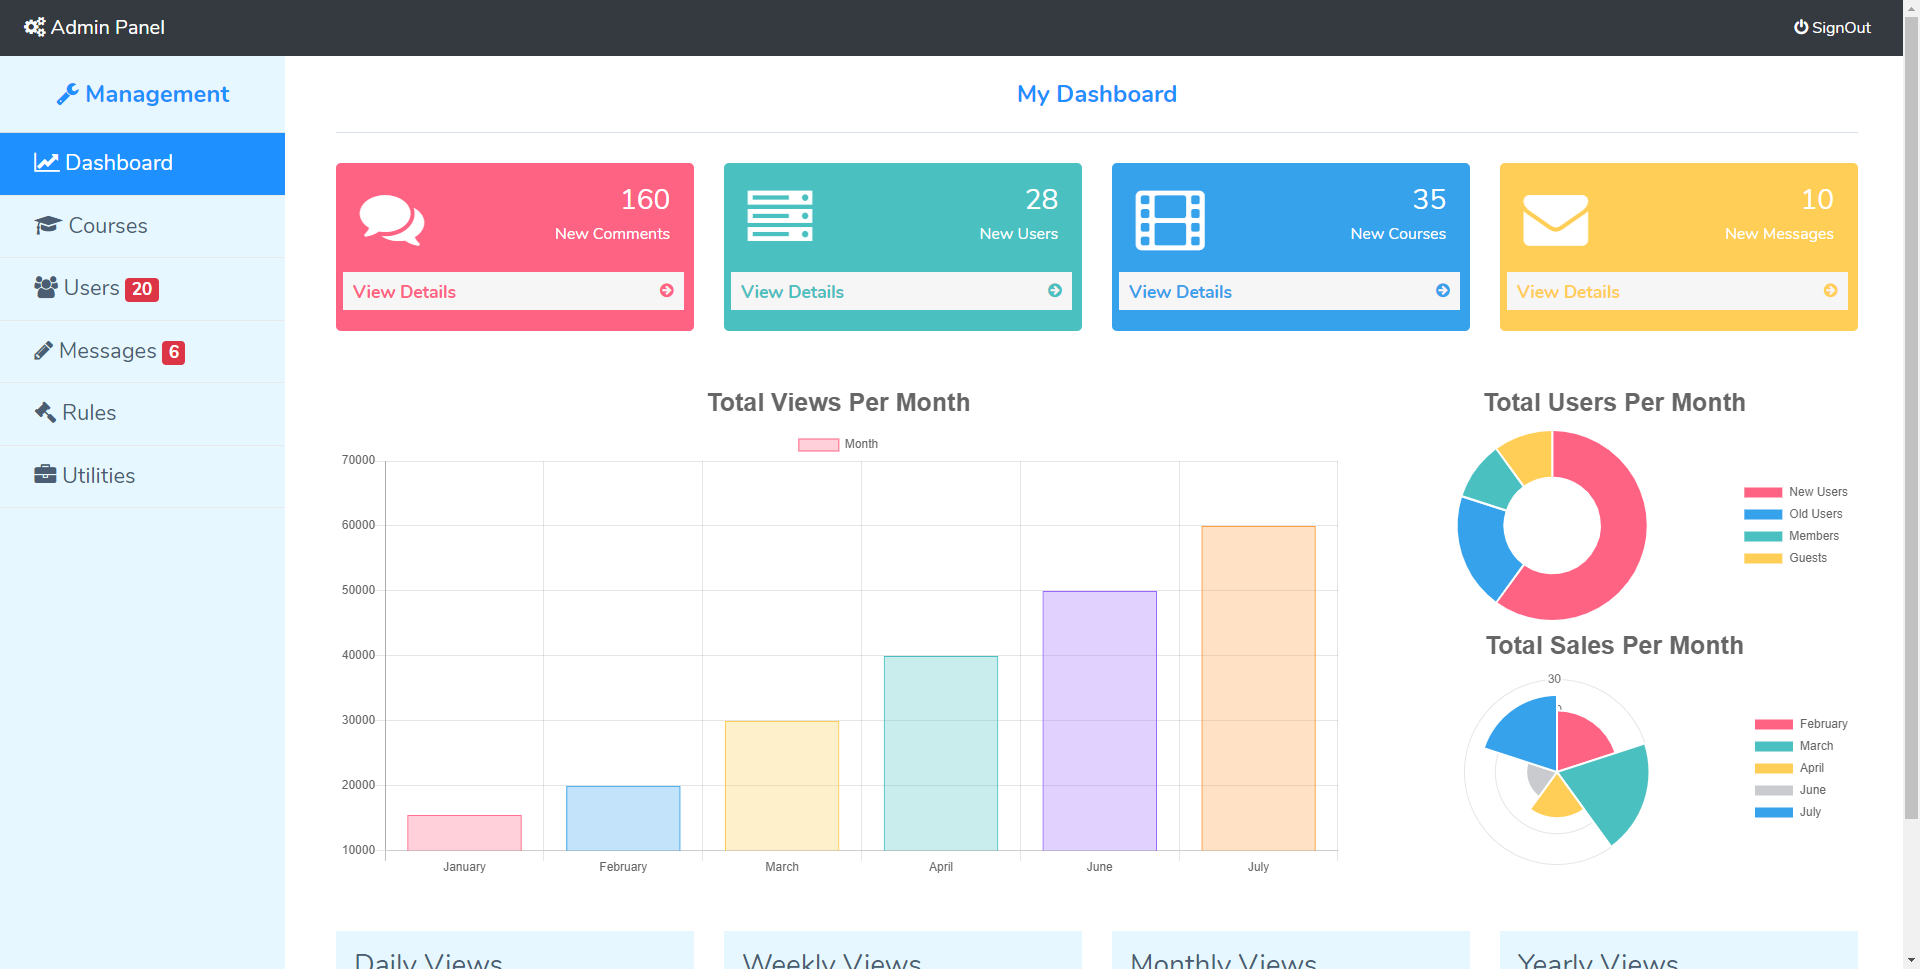 Admin Panel
SignOut
Management
My Dashboard
Dashboard
Courses
Users 20
Messages 6
Rules
Utilities
160
New Comments
View Details
28
New Users
View Details
35
New Courses
View Details
10
New Messages
View Details
Total Views Per Month
Month
70000
60000
50000
40000
30000
20000
10000
January
February
March
April
June
July
Total Users Per Month
New Users
Old Users
Members
Guests
Total Sales Per Month
30
February
March
April
June
July
Daily Views
Weekly Views
Monthly Views
Yearly Views